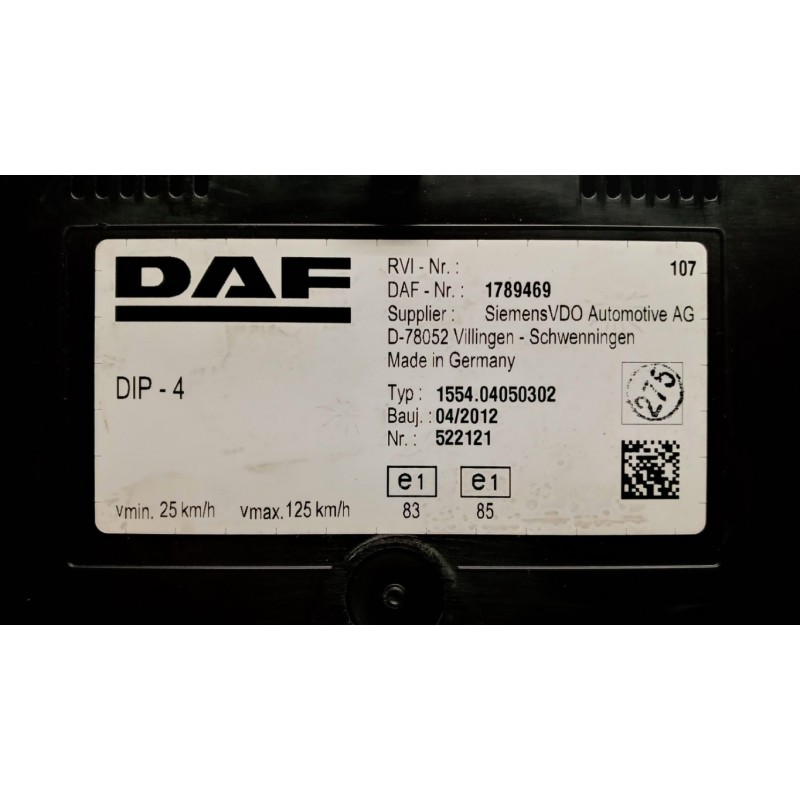 DAF
DIP - 4
vmin. 25 km/h vmax. 125 km/h
RVI - Nr. : 107
DAF - Nr. : 1789469
Supplier : SiemensVDO Automotive AG
D-78052 Villingen - Schwenningen
Made in Germany
Typ : 1554.04050302
Bauj. : 04/2012
Nr. : 522121
275
e1 e1
83 85